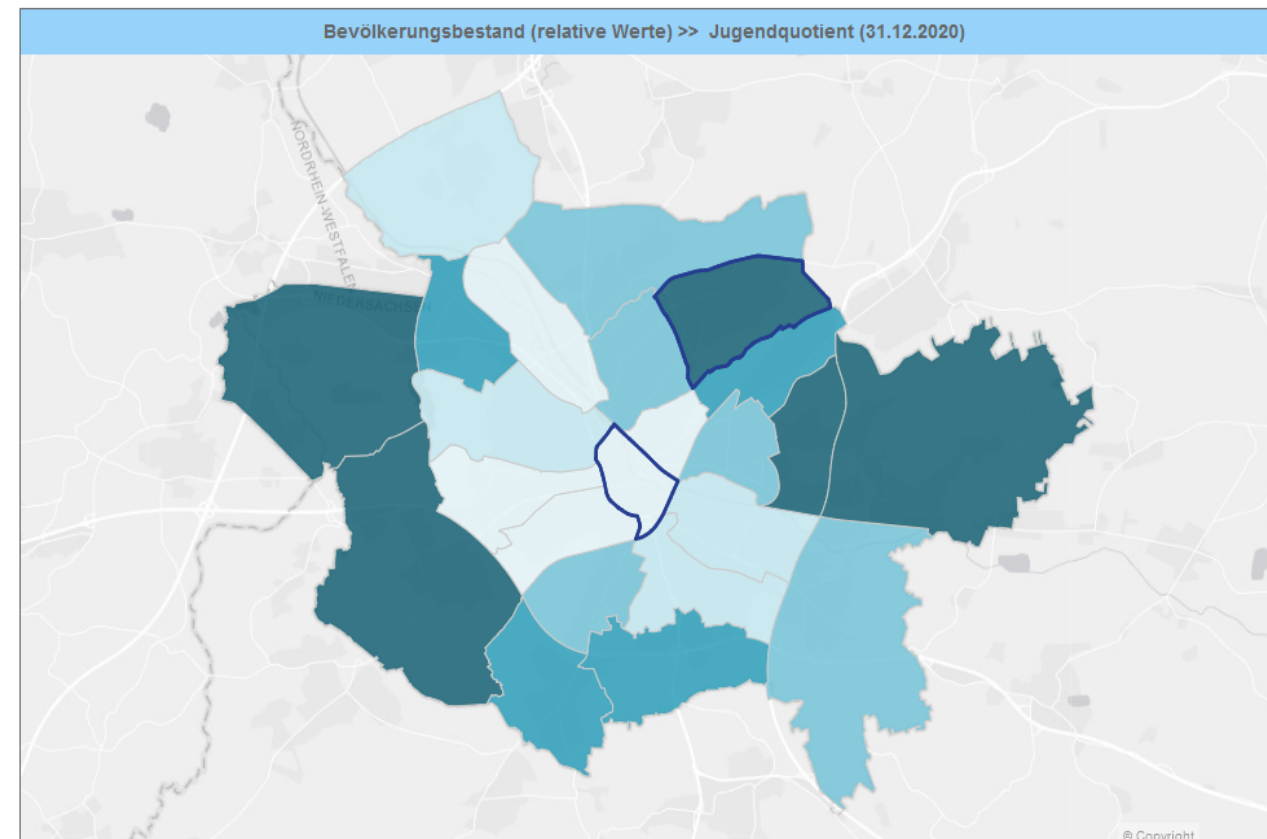 Bevölkerungsbestand (relative Werte) >> Jugendquotient (31.12.2020)
NORDRHEIN-WESTFALEN
NIEDERSACHSEN
© Copyright